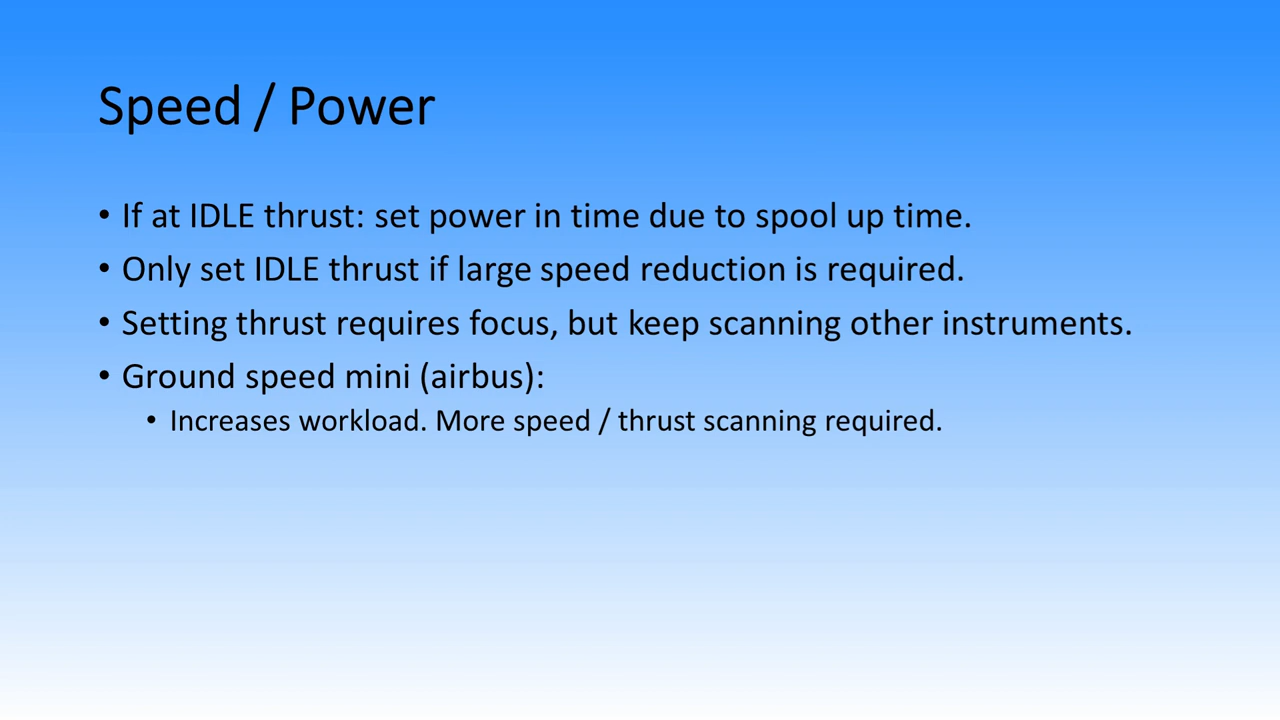 Speed / Power
• If at IDLE thrust: set power in time due to spool up time.
• Only set IDLE thrust if large speed reduction is required.
• Setting thrust requires focus, but keep scanning other instruments.
• Ground speed mini (airbus):
• Increases workload. More speed / thrust scanning required.